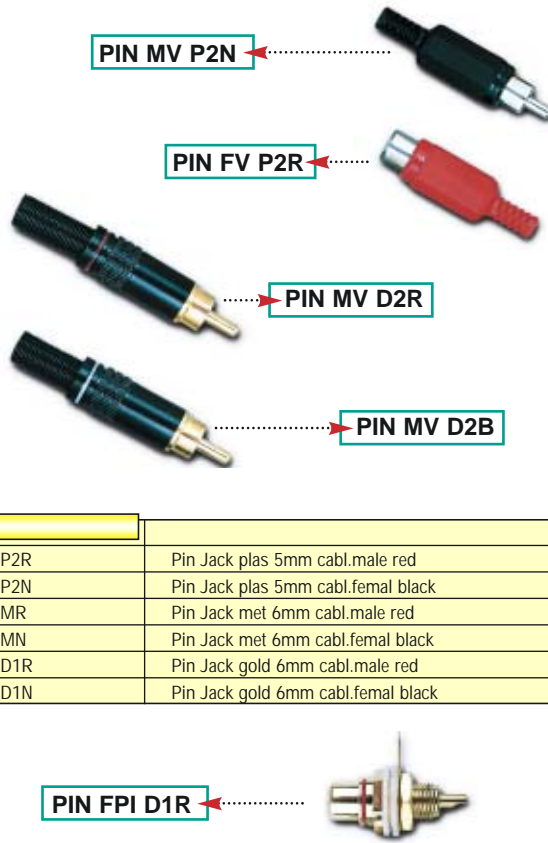 PIN MV P2N
PIN FV P2R
PIN MV D2R
PIN MV D2B
P2R Pin Jack plas 5mm cabl.male red
P2N Pin Jack plas 5mm cabl.femal black
MR Pin Jack met 6mm cabl.male red
MN Pin Jack met 6mm cabl.femal black
D1R Pin Jack gold 6mm cabl.male red
D1N Pin Jack gold 6mm cabl.femal black
PIN FPI D1R